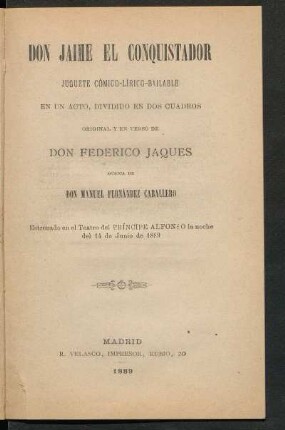 DON JAIME EL CONQUISTADOR
JUGUETE CÓMICO-LÍRICO-BAILABLE
EN UN ACTO, DIVIDIDO EN DOS CUADROS
ORIGINAL Y EN VERSO DE
DON FEDERICO JAQUES
MÚSICA DE
DON MANUEL FERNÁNDEZ CABALLERO
Estrenado en el Teatro del PRÍNCIPE ALFONSO la noche
del 14 de Junio de 1889
MADRID
R. VELASCO, IMPRESOR, RUBIO, 20
1889